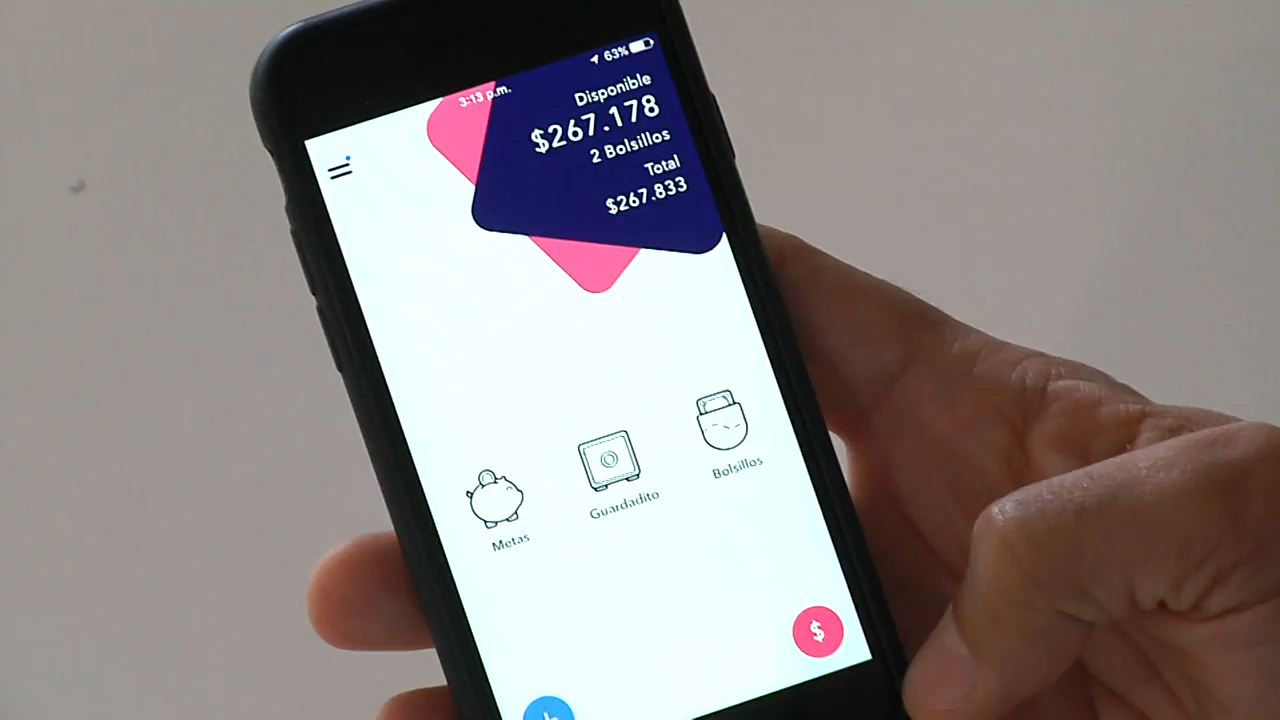 3:13 p.m.
63%
Disponible
$267.178
2 Bolsillos
Total
$267.833
Metas
Guardadito
Bolsillos
$